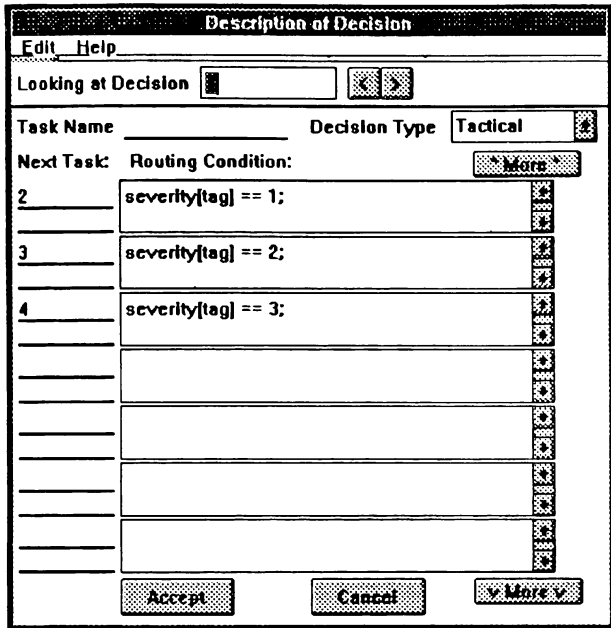 Description of Decision
Edit Help
Looking at Decision < >
Task Name Decision Type Tactical
Next Task: Routing Condition: ^ More ^
2 severity[tag] == 1;
3 severity[tag] == 2;
4 severity[tag] == 3;
Accept Cancel v More v